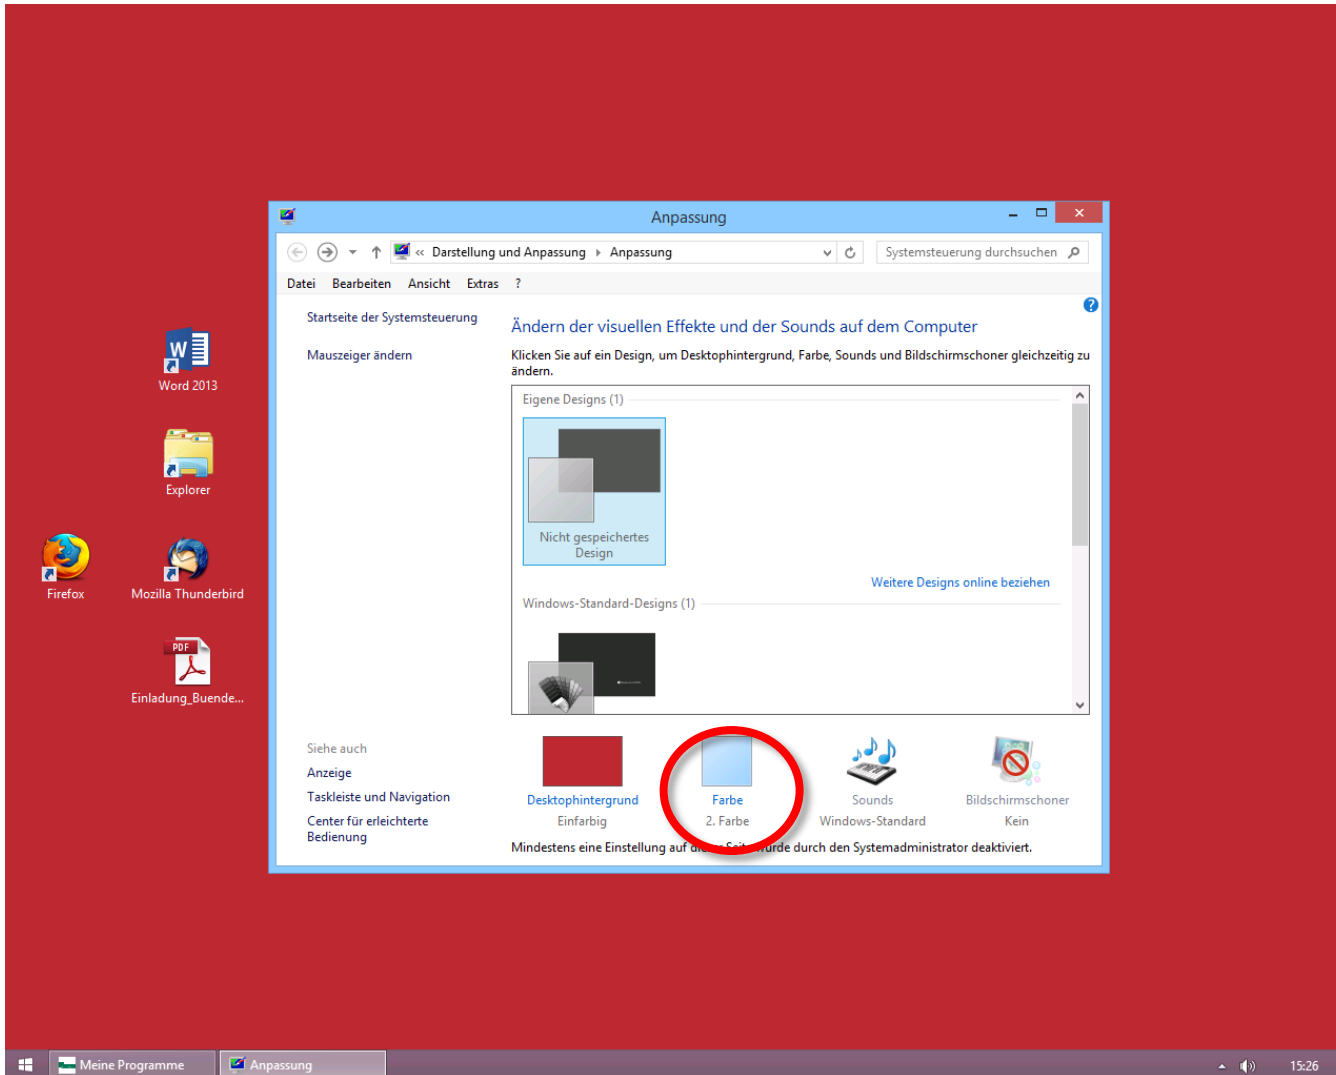 Anpassung
« Darstellung und Anpassung Anpassung
Systemsteuerung durchsuchen
Datei Bearbeiten Ansicht Extras ?
?
Startseite der Systemsteuerung
Mauszeiger ändern
Ändern der visuellen Effekte und der Sounds auf dem Computer
Klicken Sie auf ein Design, um Desktophintergrund, Farbe, Sounds und Bildschirmschoner gleichzeitig zu
ändern.
Eigene Designs (1)
Nicht gespeichertes
Design
Weitere Designs online beziehen
Windows-Standard-Designs (1)
Siehe auch
Anzeige
Taskleiste und Navigation
Center für erleichterte
Bedienung
Desktophintergrund
Einfarbig
Farbe
2. Farbe
Sounds
Windows-Standard
Bildschirmschoner
Kein
Mindestens eine Einstellung auf dieser Seite wurde durch den Systemadministrator deaktiviert.
W
Word 2013
Explorer
Firefox
Mozilla Thunderbird
PDF
Einladung_Buende...
Meine Programme
Anpassung
15:26